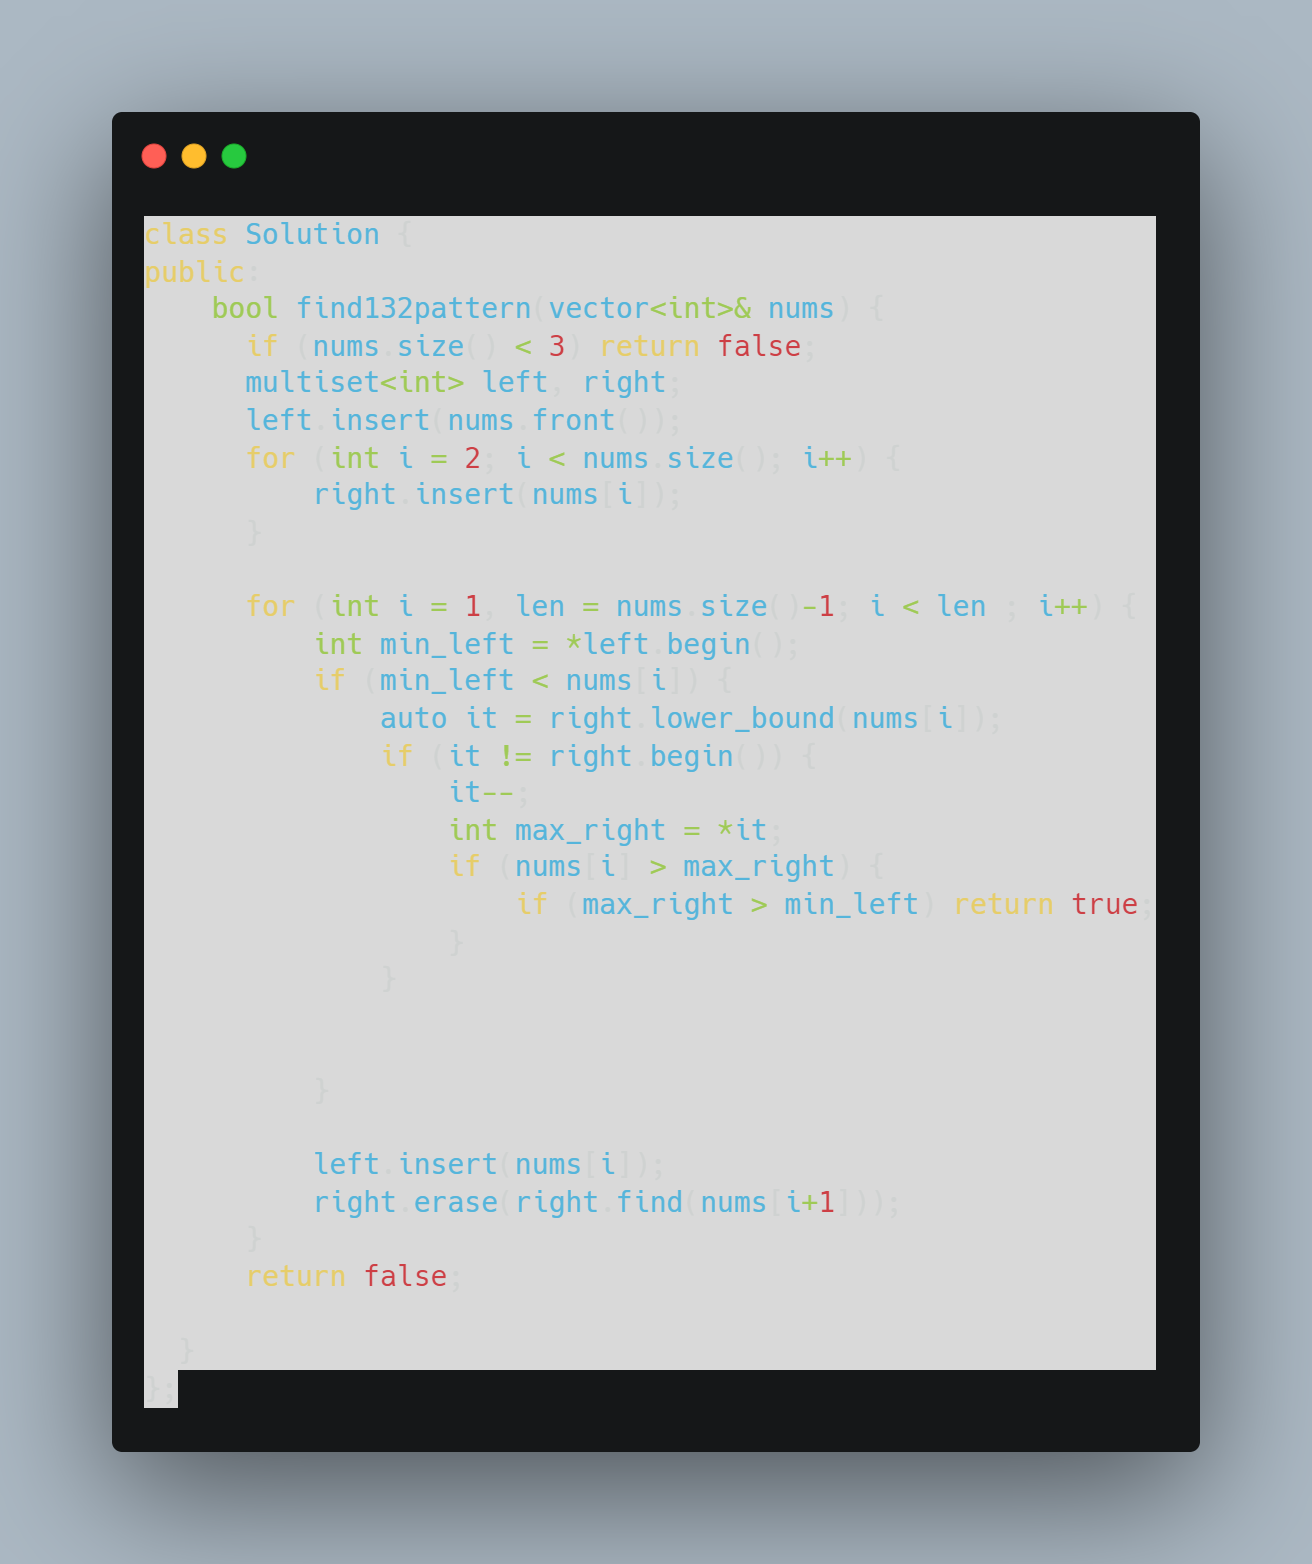 class Solution {
public:
    bool find132pattern(vector<int>& nums) {
      if (nums.size() < 3) return false;
      multiset<int> left, right;
      left.insert(nums.front());
      for (int i = 2; i < nums.size(); i++) {
          right.insert(nums[i]);
      }

      for (int i = 1, len = nums.size()-1; i < len ; i++) {
          int min_left = *left.begin();
          if (min_left < nums[i]) {
              auto it = right.lower_bound(nums[i]);
              if (it != right.begin()) {
                  it--;
                  int max_right = *it;
                  if (nums[i] > max_right) {
                      if (max_right > min_left) return true;
                  }
              }


          }

          left.insert(nums[i]);
          right.erase(right.find(nums[i+1]));
      }
      return false;

  }
};